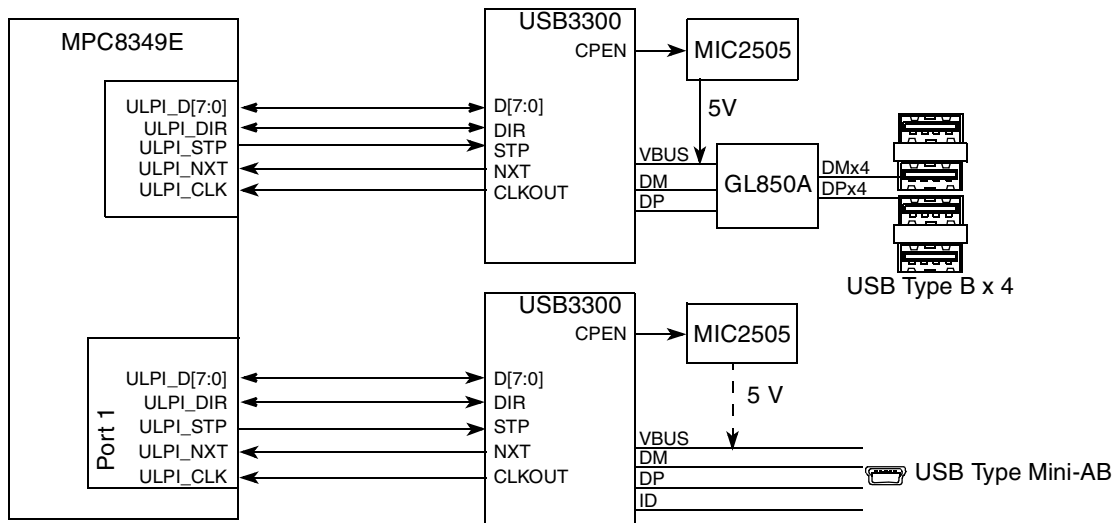 MPC8349E
ULPI_D[7:0]
ULPI_DIR
ULPI_STP
ULPI_NXT
ULPI_CLK
USB3300
CPEN
D[7:0]
DIR
STP
NXT
CLKOUT
VBUS
DM
DP
MIC2505
5V
GL850A
DMx4
DPx4
USB Type B x 4
Port 1
ULPI_D[7:0]
ULPI_DIR
ULPI_STP
ULPI_NXT
ULPI_CLK
USB3300
CPEN
D[7:0]
DIR
STP
NXT
CLKOUT
VBUS
DM
DP
ID
MIC2505
5 V
USB Type Mini-AB